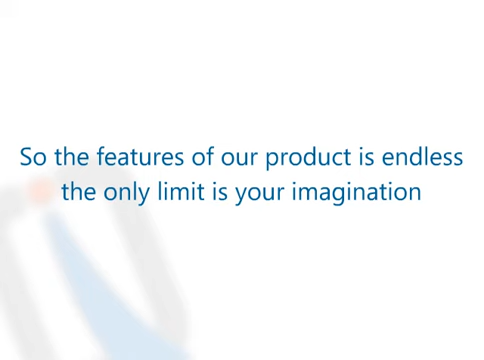 So the features of our product is endless
the only limit is your imagination